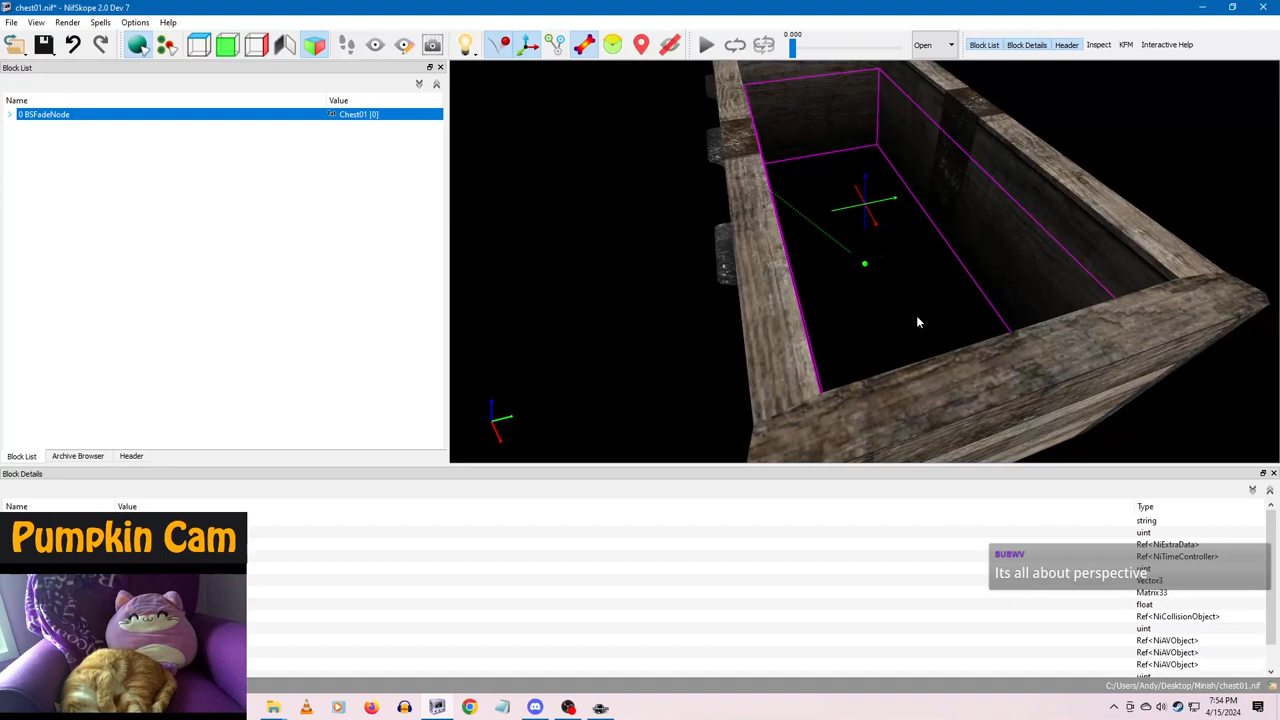 chest01.nif* - NifSkope 2.0 Dev 7
File View Render Spells Options Help
0.000
Open
Block List Block Details Header Inspect KFM Interactive Help
Block List
Name Value
0 BSFadeNode Txt Chest01 [0]
Block List Archive Browser Header
Block Details
Name Value Type
string
uint
Ref<NiExtraData>
Ref<NiTimeController>
uint
Vector3
Matrix33
float
Ref<NiCollisionObject>
uint
Ref<NiAVObject>
Ref<NiAVObject>
Ref<NiAVObject>
uint
Pumpkin Cam
BUBWV
Its all about perspective
C:/Users/Andy/Desktop/Minish/chest01.nif
7:54 PM
4/15/2024